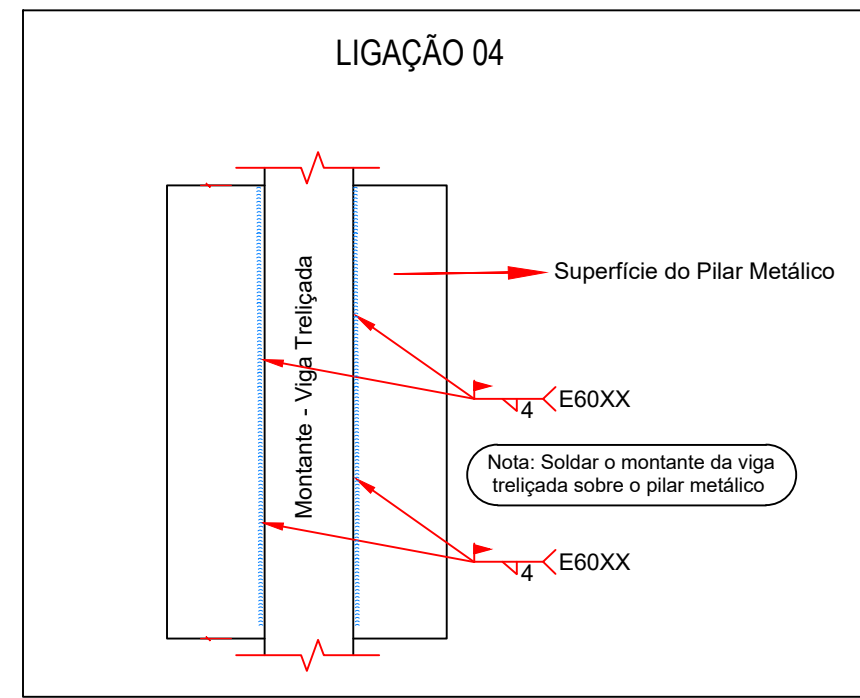 LIGAÇÃO 04
Montante - Viga Treliçada
Superfície do Pilar Metálico
4
E60XX
Nota: Soldar o montante da viga
treliçada sobre o pilar metálico
4
E60XX